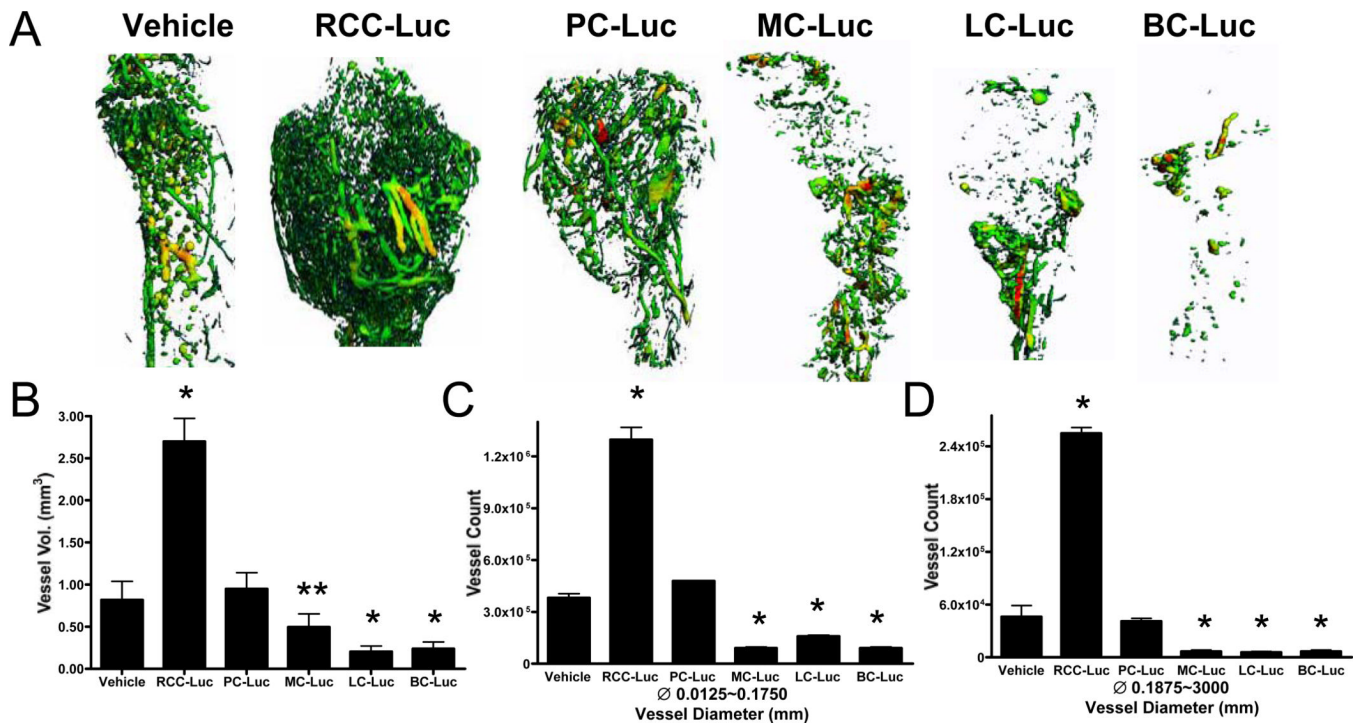 A
Vehicle RCC-Luc PC-Luc MC-Luc LC-Luc BC-Luc
B
Vessel Vol. (mm³)
3.00
2.50
2.00
1.50
1.00
0.50
0.00
* ** * *
Vehicle RCC-Luc PC-Luc MC-Luc LC-Luc BC-Luc
C
Vessel Count
1.2x10⁶
6.0x10⁵
3.0x10⁵
0
* * * *
Vehicle RCC-Luc PC-Luc MC-Luc LC-Luc BC-Luc
∅ 0.0125~0.1750
Vessel Diameter (mm)
D
Vessel Count
2.4x10⁵
1.8x10⁵
1.2x10⁵
6.0x10⁴
0
* * * *
Vehicle RCC-Luc PC-Luc MC-Luc LC-Luc BC-Luc
∅ 0.1875~3000
Vessel Diameter (mm)